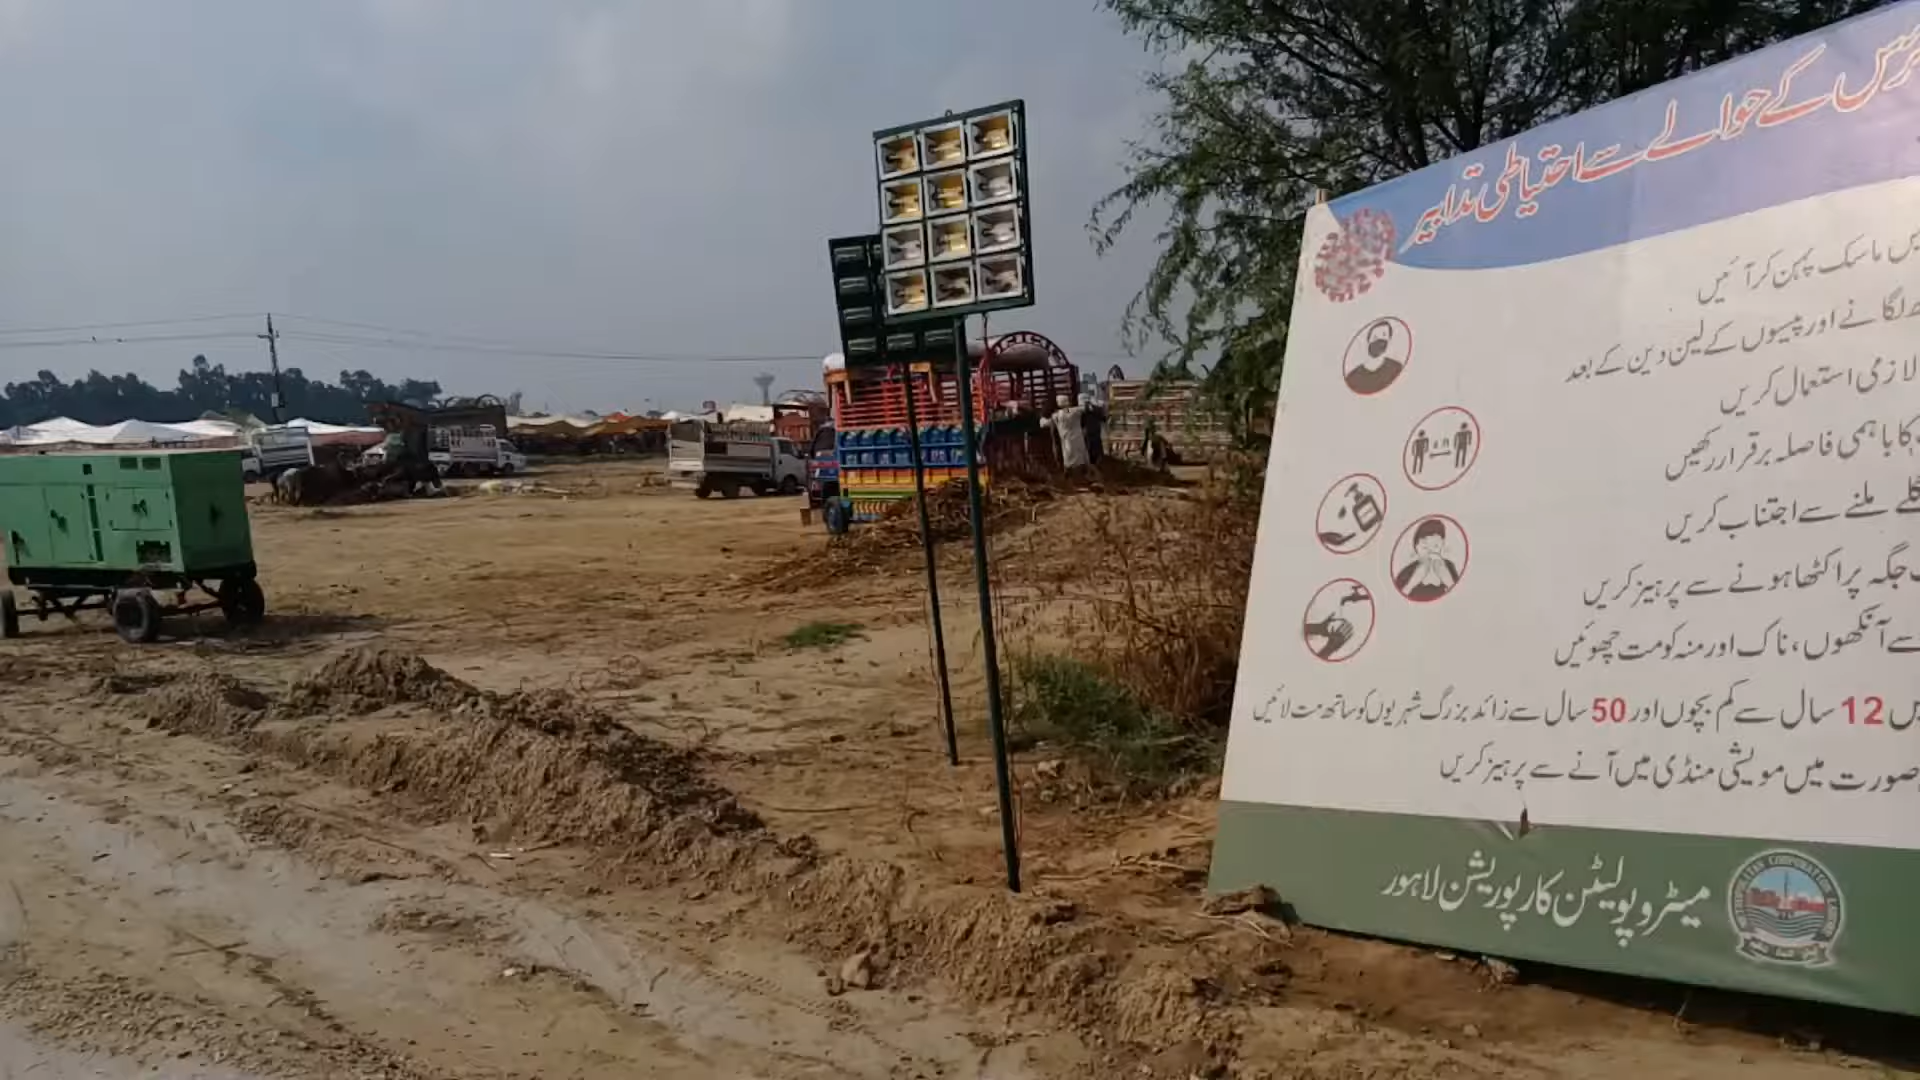 کے حوالے سے احتیاطی تدابیر
ماسک پہن کر آئیں
لگانے اور پیسوں کے لین دین کے بعد
لازمی استعمال کریں
کا باہمی فاصلہ برقرار رکھیں
گلے ملنے سے اجتناب کریں
جگہ پر اکٹھا ہونے سے پرہیز کریں
سے آنکھوں، ناک اور منہ کو مت چھوئیں
12 سال سے کم بچوں اور 50 سال سے زائد بزرگ شہریوں کو ساتھ مت لائیں
صورت میں مویشی منڈی میں آنے سے پرہیز کریں
میٹروپولیٹن کارپوریشن لاہور